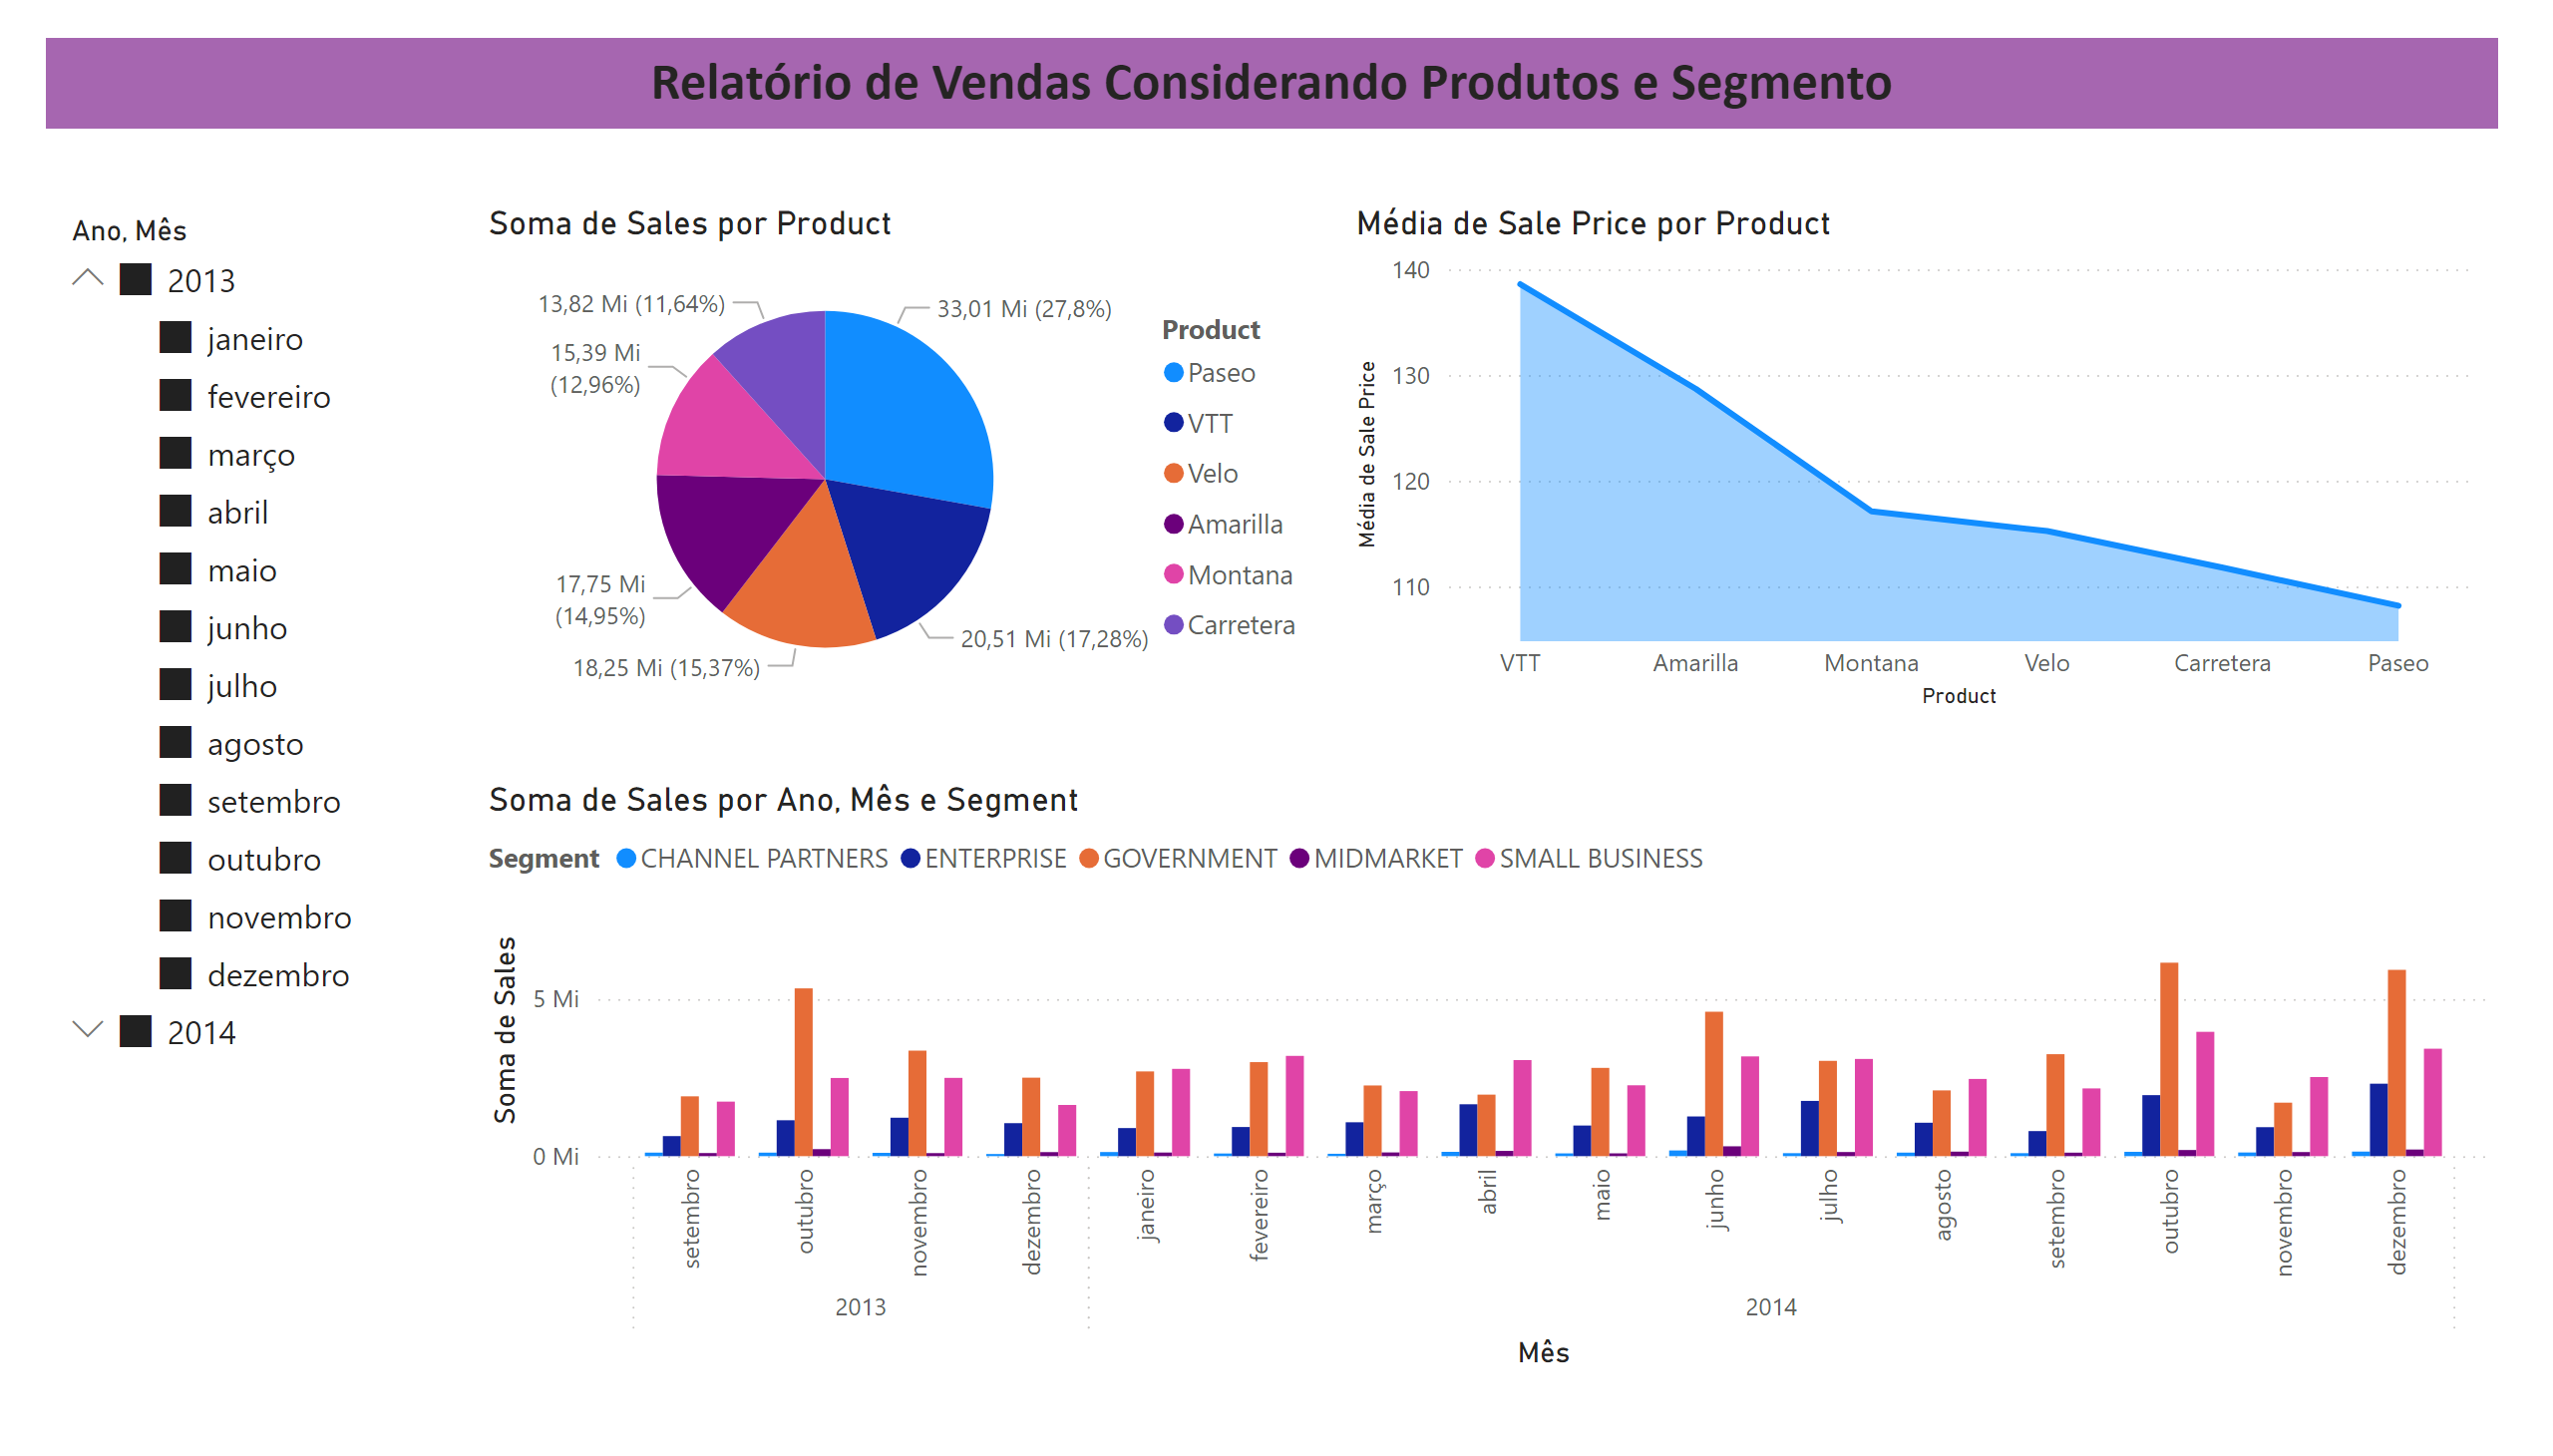 Relatório de Vendas Considerando Produtos e Segmento
Ano, Mês
2013
janeiro
fevereiro
março
abril
maio
junho
julho
agosto
setembro
outubro
novembro
dezembro
2014
Soma de Sales por Product
13,82 Mi (11,64%)
33,01 Mi (27,8%)
15,39 Mi
(12,96%)
17,75 Mi
(14,95%)
20,51 Mi (17,28%)
18,25 Mi (15,37%)
Product
Paseo
VTT
Velo
Amarilla
Montana
Carretera
Média de Sale Price por Product
Média de Sale Price
140
130
120
110
VTT Amarilla Montana Velo Carretera Paseo
Product
Soma de Sales por Ano, Mês e Segment
Segment CHANNEL PARTNERS ENTERPRISE GOVERNMENT MIDMARKET SMALL BUSINESS
Soma de Sales
5 Mi
0 Mi
setembro outubro novembro dezembro janeiro fevereiro março abril maio junho julho agosto setembro outubro novembro dezembro
2013 2014
Mês